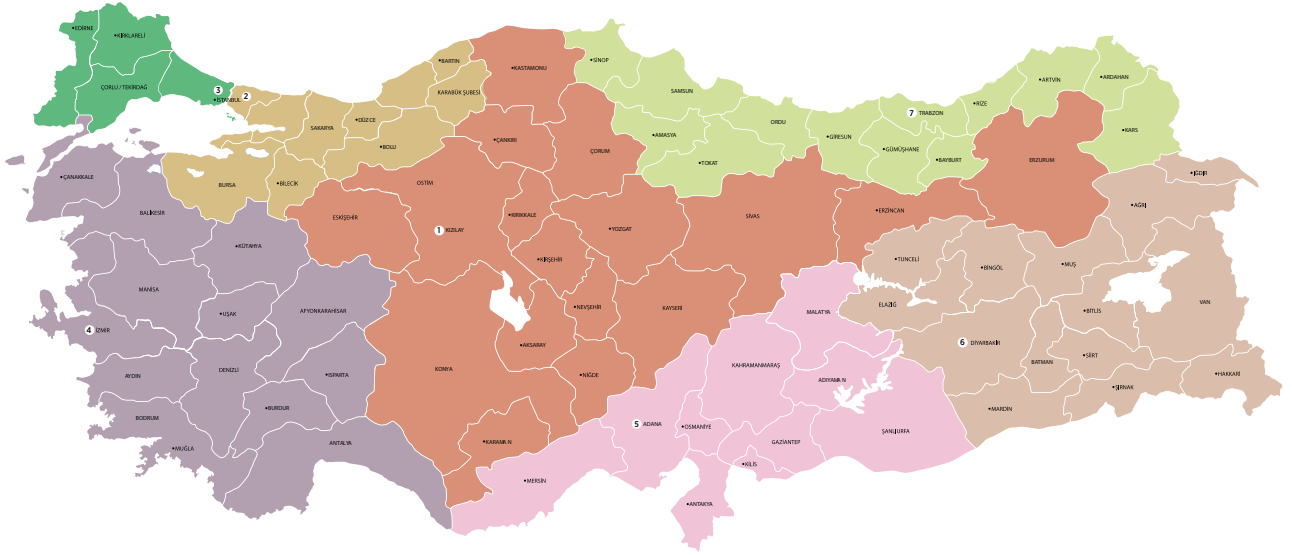 EDİRNE
KIRKLARELİ
ÇORLU / TEKİRDAĞ
3
İSTANBUL
2
BARTIN
KARABÜK ŞUBESİ
SAKARYA
DÜZCE
BOLU
BURSA
BİLECİK
KASTAMONU
ÇANKIRI
ÇORUM
OSTİM
ESKİŞEHİR
1 KIZILAY
KIRIKKALE
YOZGAT
SİVAS
KIRŞEHİR
NEVŞEHİR
KAYSERİ
AKSARAY
NİĞDE
KONYA
KARAMA N
ERZİNCAN
ERZURUM
SİNOP
SAMSUN
AMASYA
TOKAT
ORDU
GİRESUN
7 TRABZON
GÜMÜŞHANE
BAYBURT
RİZE
ARTVİN
ARDAHAN
KARS
ÇANAKKALE
BALIKESİR
KÜTAHYA
MANİSA
UŞAK
AFYONKARAHİSAR
4 İZMİR
AYDIN
DENİZLİ
ISPARTA
BODRUM
BURDUR
MUĞLA
ANTALYA
MERSİN
5 ADANA
OSMANİYE
KAHRAMANMARAŞ
MALATYA
ADIYAMA N
GAZİANTEP
KİLİS
ŞANLIURFA
ANTAKYA
IĞDIR
AĞRI
TUNCELİ
BİNGÖL
MUŞ
ELAZIĞ
VAN
BİTLİS
6 DİYARBAKIR
BATMAN
SİİRT
MARDİN
ŞIRNAK
HAKKARİ